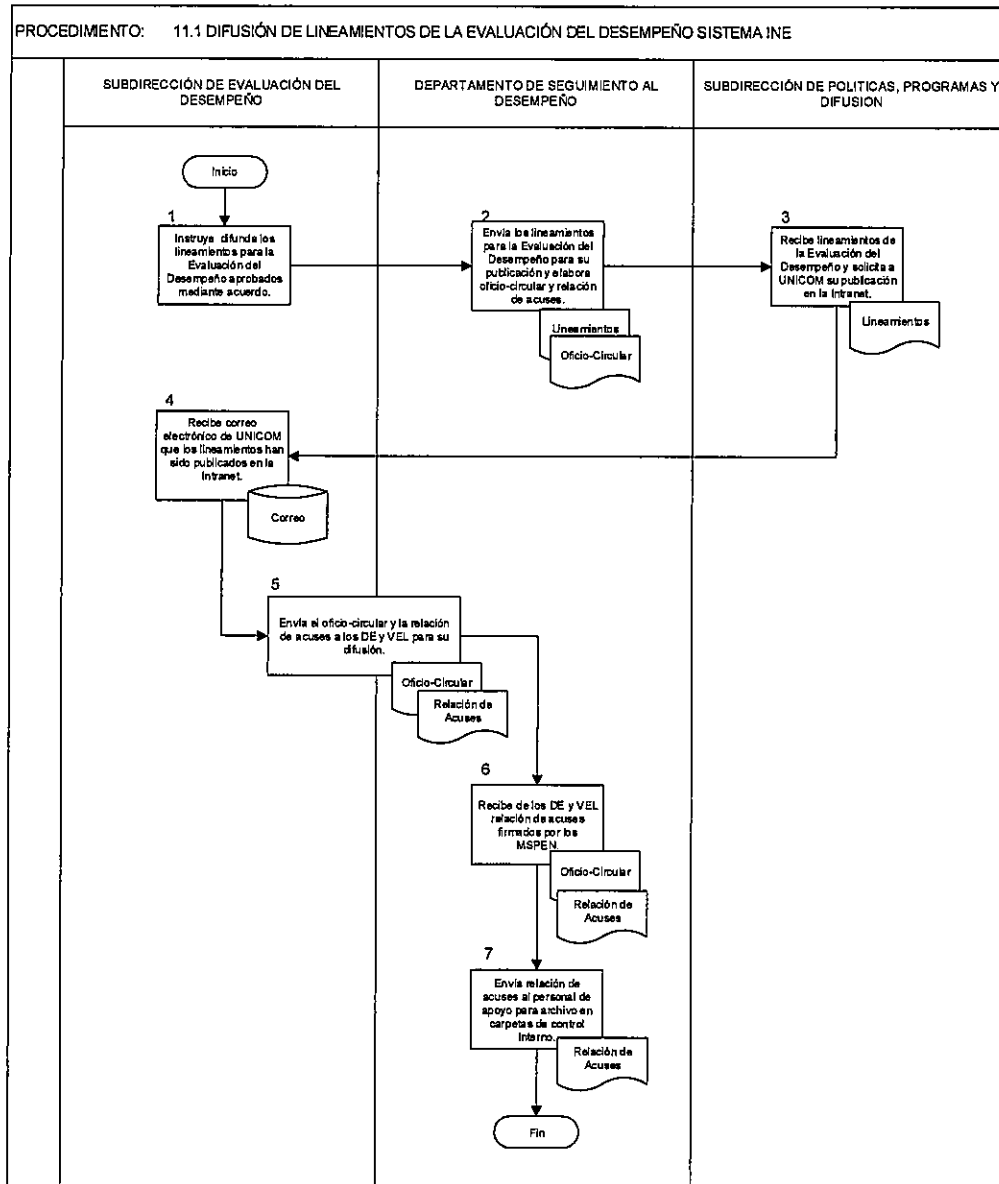 PROCEDIMIENTO: 11.1 DIFUSIÓN DE LINEAMIENTOS DE LA EVALUACIÓN DEL DESEMPEÑO SISTEMA INE
SUBDIRECCIÓN DE EVALUACIÓN DEL
DESEMPEÑO
DEPARTAMENTO DE SEGUIMIENTO AL
DESEMPEÑO
SUBDIRECCIÓN DE POLITICAS, PROGRAMAS Y
DIFUSION
Inicio
1
Instruye difunda los
lineamientos para la
Evaluación del
Desempeño aprobados
mediante acuerdo.
2
Envía los lineamientos
para la Evaluación del
Desempeño para su
publicación y elabora
oficio-circular y relación
de acuses.
Lineamientos
Oficio-Circular
3
Recibe lineamientos de
la Evaluación del
Desempeño y solicita a
UNICOM su publicación
en la Intranet.
Lineamientos
4
Recibe correo
electrónico de UNICOM
que los lineamientos han
sido publicados en la
Intranet.
Correo
5
Envía el oficio-circular y la relación
de acuses a los DE y VEL para su
difusión.
Oficio-Circular
Relación de
Acuses
6
Recibe de los DE y VEL
relación de acuses
firmados por los
MSPEN.
Oficio-Circular
Relación de
Acuses
7
Envía relación de
acuses al personal de
apoyo para archivo en
carpetas de control
Interno.
Relación de
Acuses
Fin